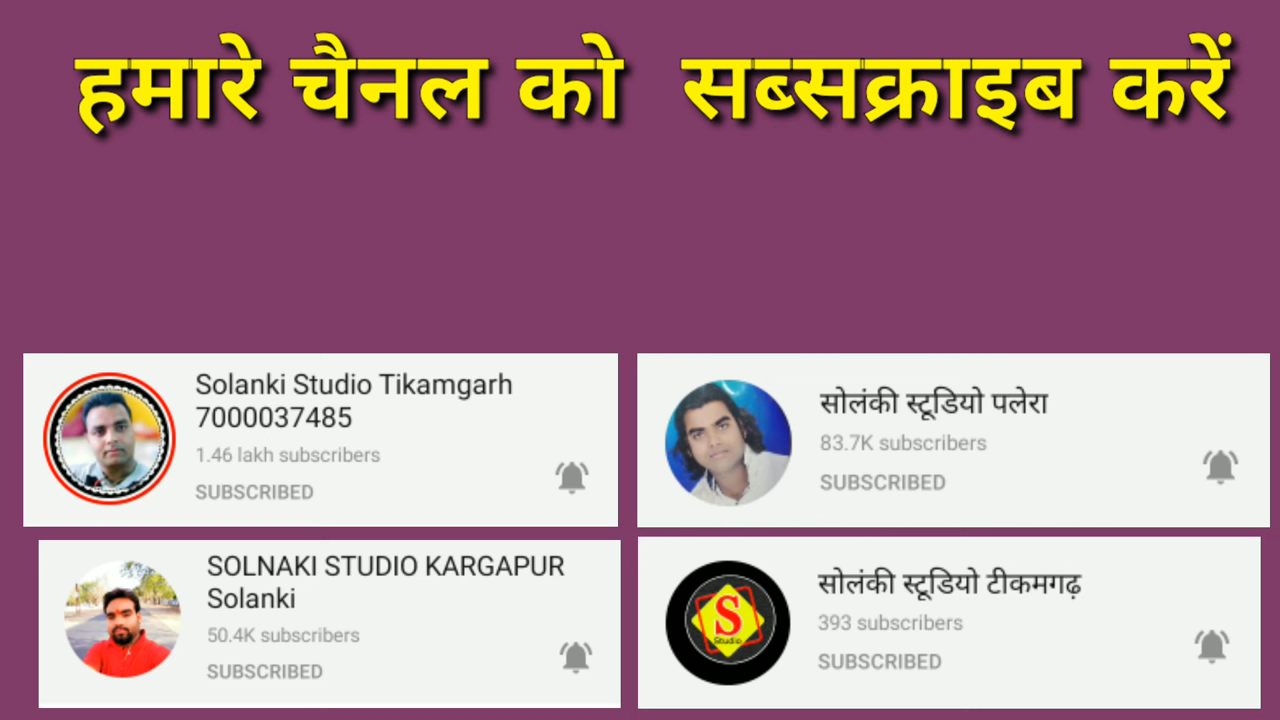 हमारे चैनल को सब्सक्राइब करें
Solanki Studio Tikamgarh
7000037485
1.46 lakh subscribers
SUBSCRIBED
सोलंकी स्टूडियो पलेरा
83.7K subscribers
SUBSCRIBED
SOLNAKI STUDIO KARGAPUR
Solanki
50.4K subscribers
SUBSCRIBED
S
Studio
सोलंकी स्टूडियो टीकमगढ़
393 subscribers
SUBSCRIBED